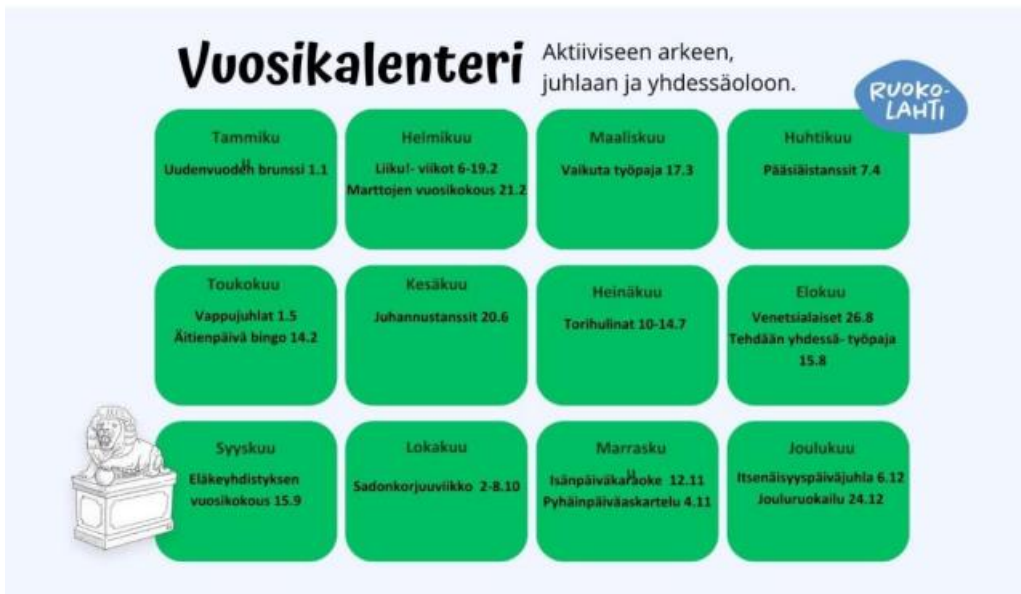 Vuosikalenteri
Aktiiviseen arkeen,
juhlaan ja yhdessäoloon.
RUOKO-
LAHTI
Tammiku
u
Uudenvuoden brunssi 1.1
Helmikuu
Liiku!- viikot 6-19.2
Marttojen vuosikokous 21.2
Maaliskuu
Vaikuta työpaja 17.3
Huhtikuu
Pääsiäistanssit 7.4
Toukokuu
Vappujuhlat 1.5
Äitienpäivä bingo 14.2
Kesäkuu
Juhannustanssit 20.6
Heinäkuu
Torihulinat 10-14.7
Elokuu
Venetsialaiset 26.8
Tehdään yhdessä- työpaja
15.8
Syyskuu
Eläkeyhdistyksen
vuosikokous 15.9
Lokakuu
Sadonkorjuuviikko 2-8.10
Marrasku
u
Isänpäiväkaraoke 12.11
Pyhäinpäiväaskartelu 4.11
Joulukuu
Itsenäisyyspäiväjuhla 6.12
Jouluruokailu 24.12